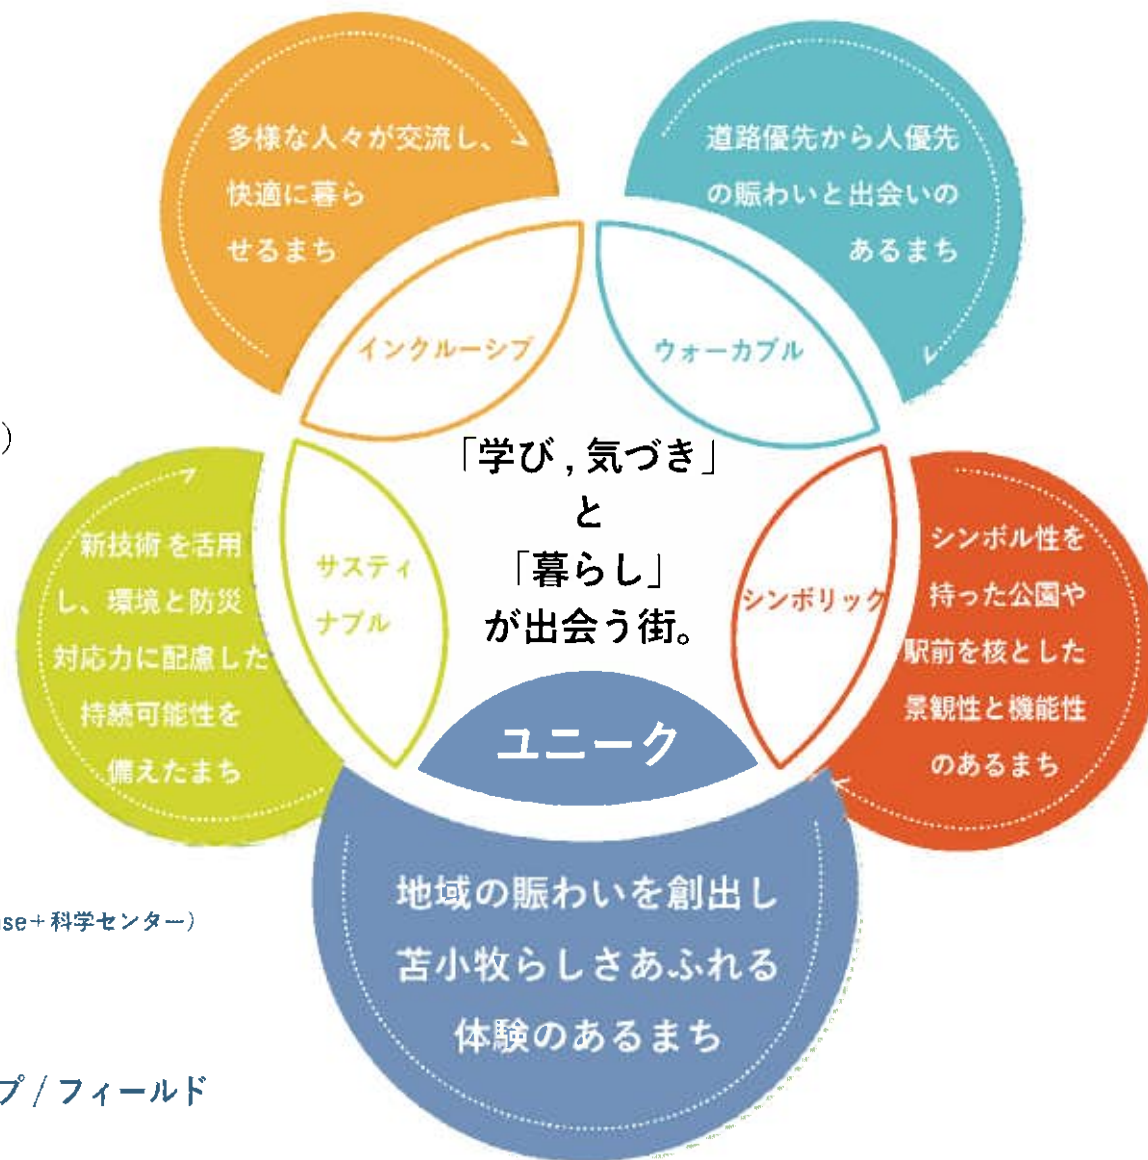 多様な人々が交流し、
快適に暮ら
せるまち
道路優先から人優先
の賑わいと出会いの
あるまち
インクルーシブ
ウォーカブル
)
「学び , 気づき」
と
「暮らし」
が出会う街。
新技術 を活用
し、環境と防災
対応力に配慮した
持続可能性を
備えたまち
サスティ
ナブル
シンボリック
シンボル性を
持った公園や
駅前を核とした
景観性と機能性
のあるまち
ユニーク
地域の賑わいを創出し
苫小牧らしさあふれる
体験のあるまち
se+科学センター)
プ / フィールド